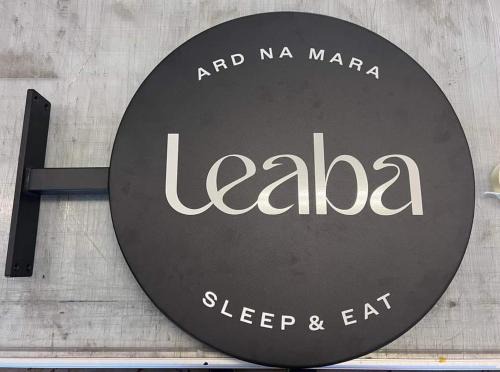 ARD NA MARA
Leaba
SLEEP & EAT